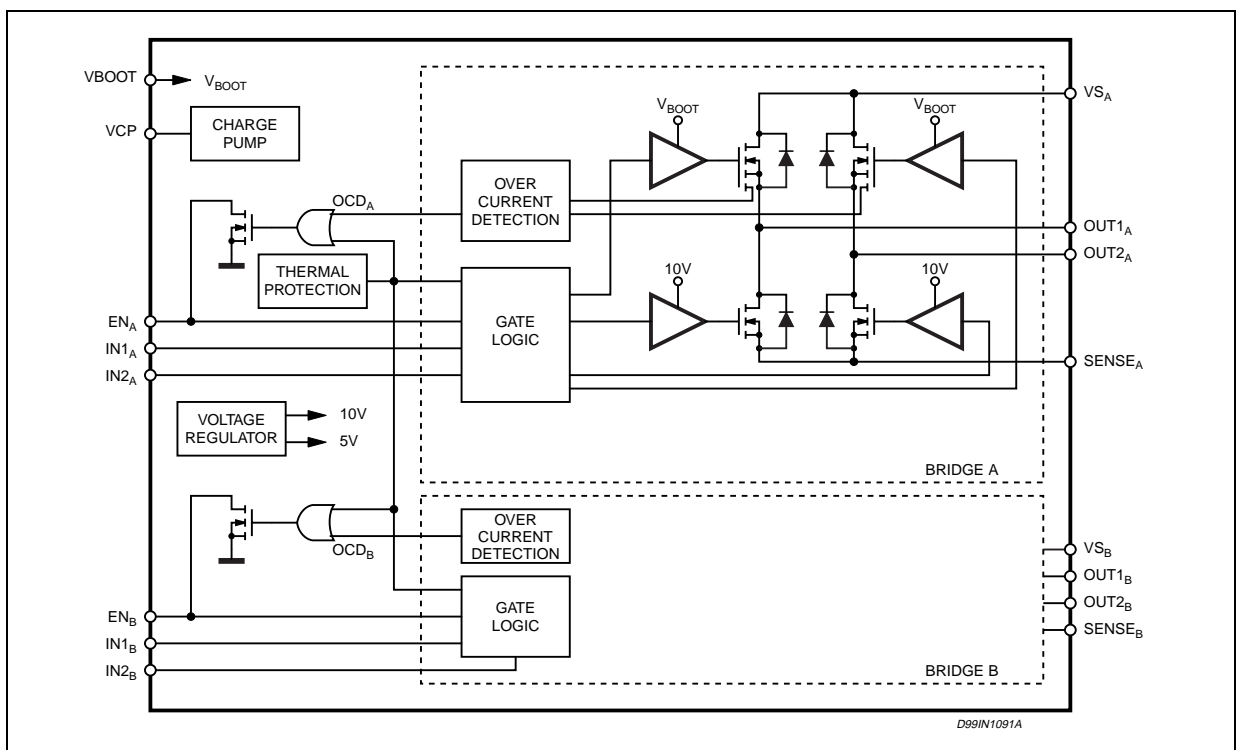 VBOOT
VBOOT
VCP
CHARGE
PUMP
VBOOT
VBOOT
VSA
OVER
CURRENT
DETECTION
OCDA
OUT1A
OUT2A
THERMAL
PROTECTION
10V
10V
ENA
IN1A
IN2A
GATE
LOGIC
SENSEA
VOLTAGE
REGULATOR
10V
5V
BRIDGE A
OVER
CURRENT
DETECTION
OCDB
VSB
OUT1B
OUT2B
SENSEB
ENB
IN1B
IN2B
GATE
LOGIC
BRIDGE B
D99IN1091A